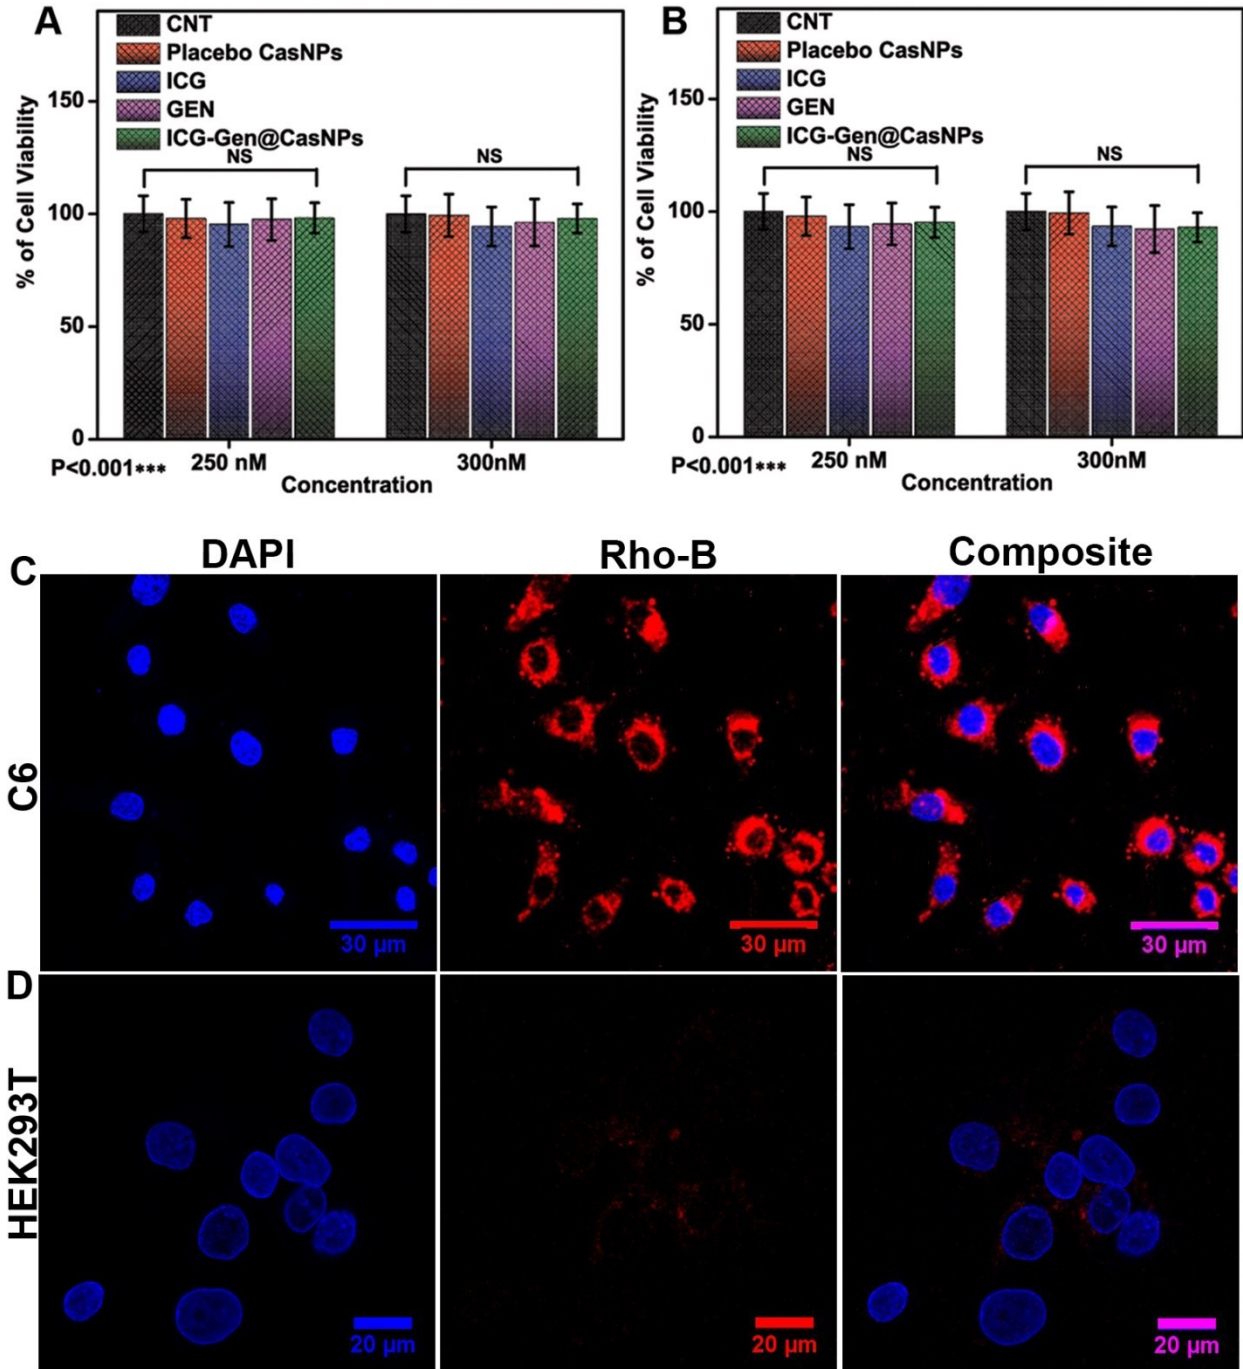 A
CNT
Placebo CasNPs
ICG
GEN
ICG-Gen@CasNPs
NS
NS
% of Cell Viability
150
100
50
0
250 nM
300nM
P<0.001***
Concentration
B
CNT
Placebo CasNPs
ICG
GEN
ICG-Gen@CasNPs
NS
NS
% of Cell Viability
150
100
50
0
250 nM
300nM
P<0.001***
Concentration
DAPI
Rho-B
Composite
C
C6
30 µm
30 µm
30 µm
D
HEK293T
20 µm
20 µm
20 µm